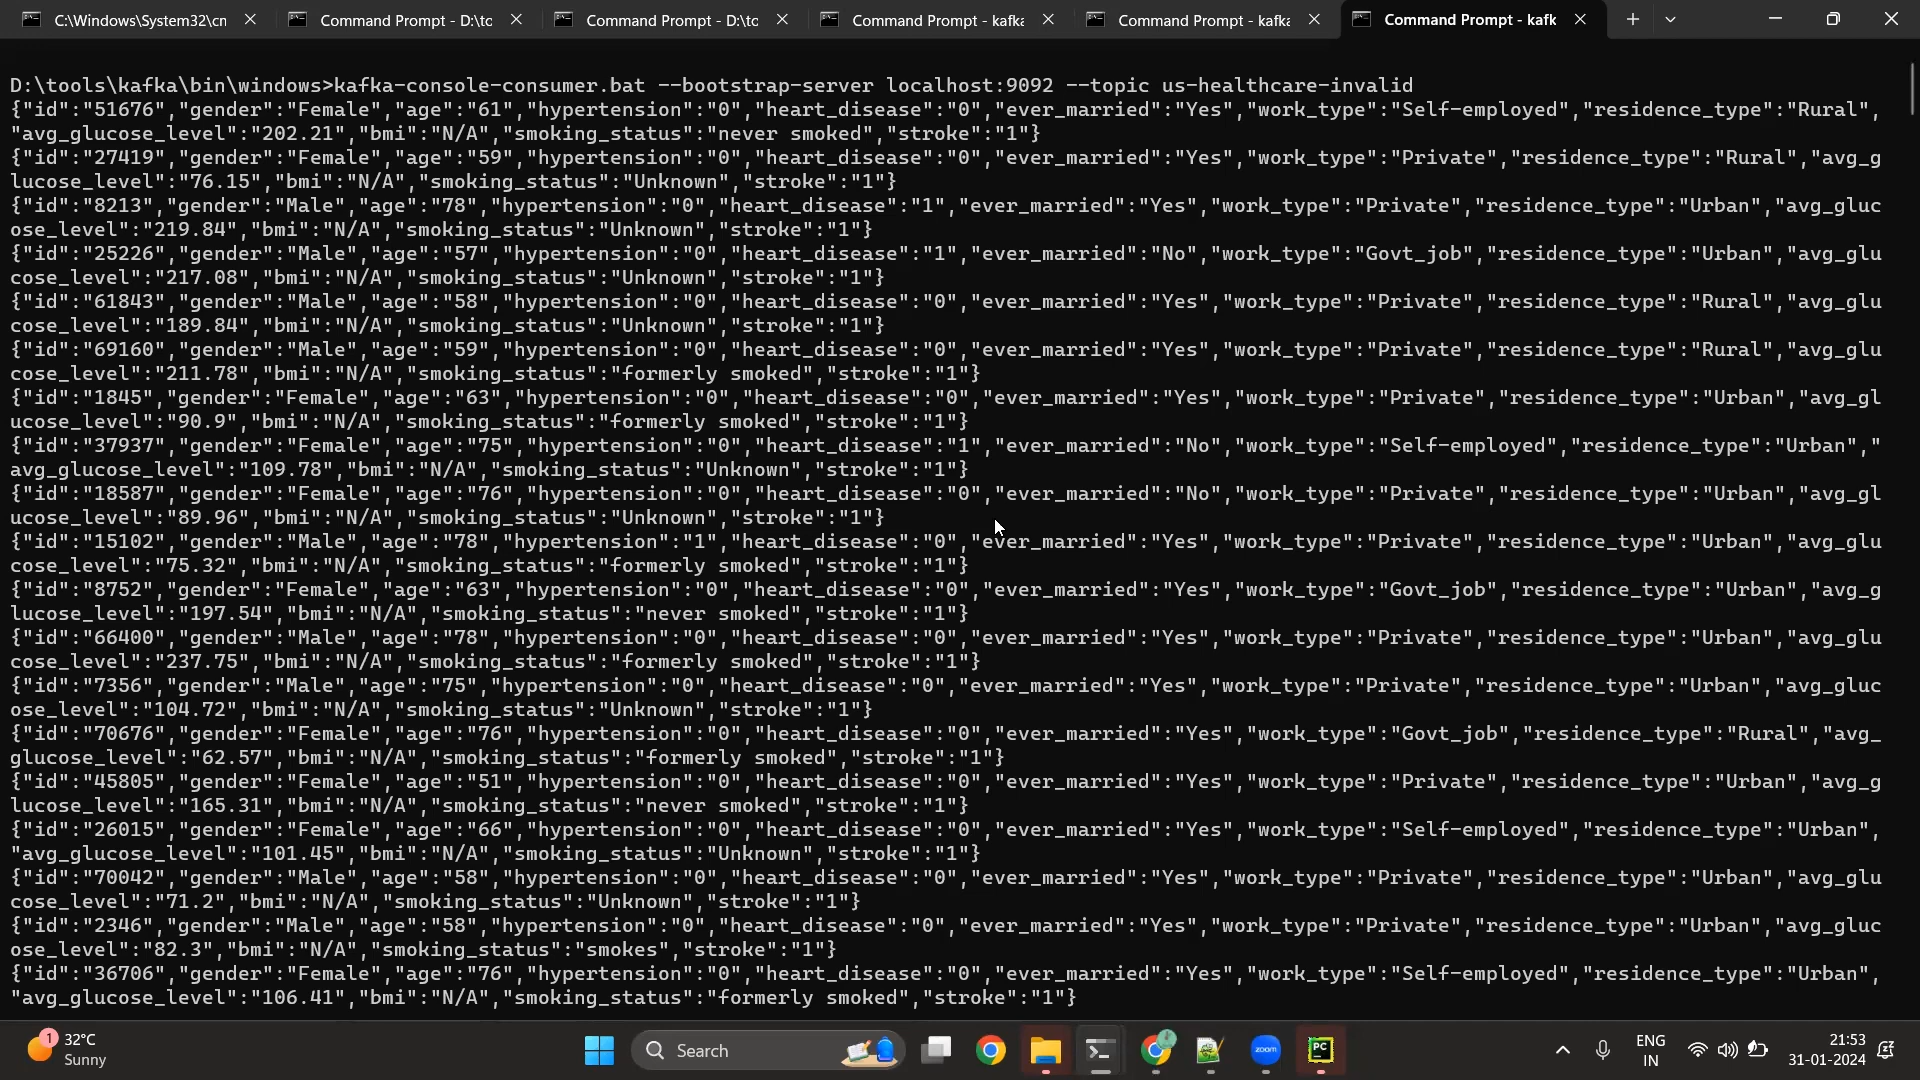 C:\Windows\System32\cn
Command Prompt - D:\to
Command Prompt - D:\to
Command Prompt - kafka
Command Prompt - kafka
Command Prompt - kafk
D:\tools\kafka\bin\windows>kafka-console-consumer.bat --bootstrap-server localhost:9092 --topic us-healthcare-invalid
{"id":"51676","gender":"Female","age":"61","hypertension":"0","heart_disease":"0","ever_married":"Yes","work_type":"Self-employed","residence_type":"Rural",
"avg_glucose_level":"202.21","bmi":"N/A","smoking_status":"never smoked","stroke":"1"}
{"id":"27419","gender":"Female","age":"59","hypertension":"0","heart_disease":"0","ever_married":"Yes","work_type":"Private","residence_type":"Rural","avg_g
lucose_level":"76.15","bmi":"N/A","smoking_status":"Unknown","stroke":"1"}
{"id":"8213","gender":"Male","age":"78","hypertension":"0","heart_disease":"1","ever_married":"Yes","work_type":"Private","residence_type":"Urban","avg_gluc
ose_level":"219.84","bmi":"N/A","smoking_status":"Unknown","stroke":"1"}
{"id":"25226","gender":"Male","age":"57","hypertension":"0","heart_disease":"1","ever_married":"No","work_type":"Govt_job","residence_type":"Urban","avg_glu
cose_level":"217.08","bmi":"N/A","smoking_status":"Unknown","stroke":"1"}
{"id":"61843","gender":"Male","age":"58","hypertension":"0","heart_disease":"0","ever_married":"Yes","work_type":"Private","residence_type":"Rural","avg_glu
cose_level":"189.84","bmi":"N/A","smoking_status":"Unknown","stroke":"1"}
{"id":"69160","gender":"Male","age":"59","hypertension":"0","heart_disease":"0","ever_married":"Yes","work_type":"Private","residence_type":"Rural","avg_glu
cose_level":"211.78","bmi":"N/A","smoking_status":"formerly smoked","stroke":"1"}
{"id":"1845","gender":"Female","age":"63","hypertension":"0","heart_disease":"0","ever_married":"Yes","work_type":"Private","residence_type":"Urban","avg_gl
ucose_level":"90.9","bmi":"N/A","smoking_status":"formerly smoked","stroke":"1"}
{"id":"37937","gender":"Female","age":"75","hypertension":"0","heart_disease":"1","ever_married":"No","work_type":"Self-employed","residence_type":"Urban","
avg_glucose_level":"109.78","bmi":"N/A","smoking_status":"Unknown","stroke":"1"}
{"id":"18587","gender":"Female","age":"76","hypertension":"0","heart_disease":"0","ever_married":"No","work_type":"Private","residence_type":"Urban","avg_gl
ucose_level":"89.96","bmi":"N/A","smoking_status":"Unknown","stroke":"1"}
{"id":"15102","gender":"Male","age":"78","hypertension":"1","heart_disease":"0","ever_married":"Yes","work_type":"Private","residence_type":"Urban","avg_glu
cose_level":"75.32","bmi":"N/A","smoking_status":"formerly smoked","stroke":"1"}
{"id":"8752","gender":"Female","age":"63","hypertension":"0","heart_disease":"0","ever_married":"Yes","work_type":"Govt_job","residence_type":"Urban","avg_g
lucose_level":"197.54","bmi":"N/A","smoking_status":"never smoked","stroke":"1"}
{"id":"66400","gender":"Male","age":"78","hypertension":"0","heart_disease":"0","ever_married":"Yes","work_type":"Private","residence_type":"Urban","avg_glu
cose_level":"237.75","bmi":"N/A","smoking_status":"formerly smoked","stroke":"1"}
{"id":"7356","gender":"Male","age":"75","hypertension":"0","heart_disease":"0","ever_married":"Yes","work_type":"Private","residence_type":"Urban","avg_gluc
ose_level":"104.72","bmi":"N/A","smoking_status":"Unknown","stroke":"1"}
{"id":"70676","gender":"Female","age":"76","hypertension":"0","heart_disease":"0","ever_married":"Yes","work_type":"Govt_job","residence_type":"Rural","avg_
glucose_level":"62.57","bmi":"N/A","smoking_status":"formerly smoked","stroke":"1"}
{"id":"45805","gender":"Female","age":"51","hypertension":"0","heart_disease":"0","ever_married":"Yes","work_type":"Private","residence_type":"Urban","avg_g
lucose_level":"165.31","bmi":"N/A","smoking_status":"never smoked","stroke":"1"}
{"id":"26015","gender":"Female","age":"66","hypertension":"0","heart_disease":"0","ever_married":"Yes","work_type":"Self-employed","residence_type":"Urban",
"avg_glucose_level":"101.45","bmi":"N/A","smoking_status":"Unknown","stroke":"1"}
{"id":"70042","gender":"Male","age":"58","hypertension":"0","heart_disease":"0","ever_married":"Yes","work_type":"Private","residence_type":"Urban","avg_glu
cose_level":"71.2","bmi":"N/A","smoking_status":"Unknown","stroke":"1"}
{"id":"2346","gender":"Male","age":"58","hypertension":"0","heart_disease":"0","ever_married":"Yes","work_type":"Private","residence_type":"Urban","avg_gluc
ose_level":"82.3","bmi":"N/A","smoking_status":"smokes","stroke":"1"}
{"id":"36706","gender":"Female","age":"76","hypertension":"0","heart_disease":"0","ever_married":"Yes","work_type":"Self-employed","residence_type":"Urban",
"avg_glucose_level":"106.41","bmi":"N/A","smoking_status":"formerly smoked","stroke":"1"}
1
32°C
Sunny
Search
zoom
PC
ENG
IN
21:53
31-01-2024